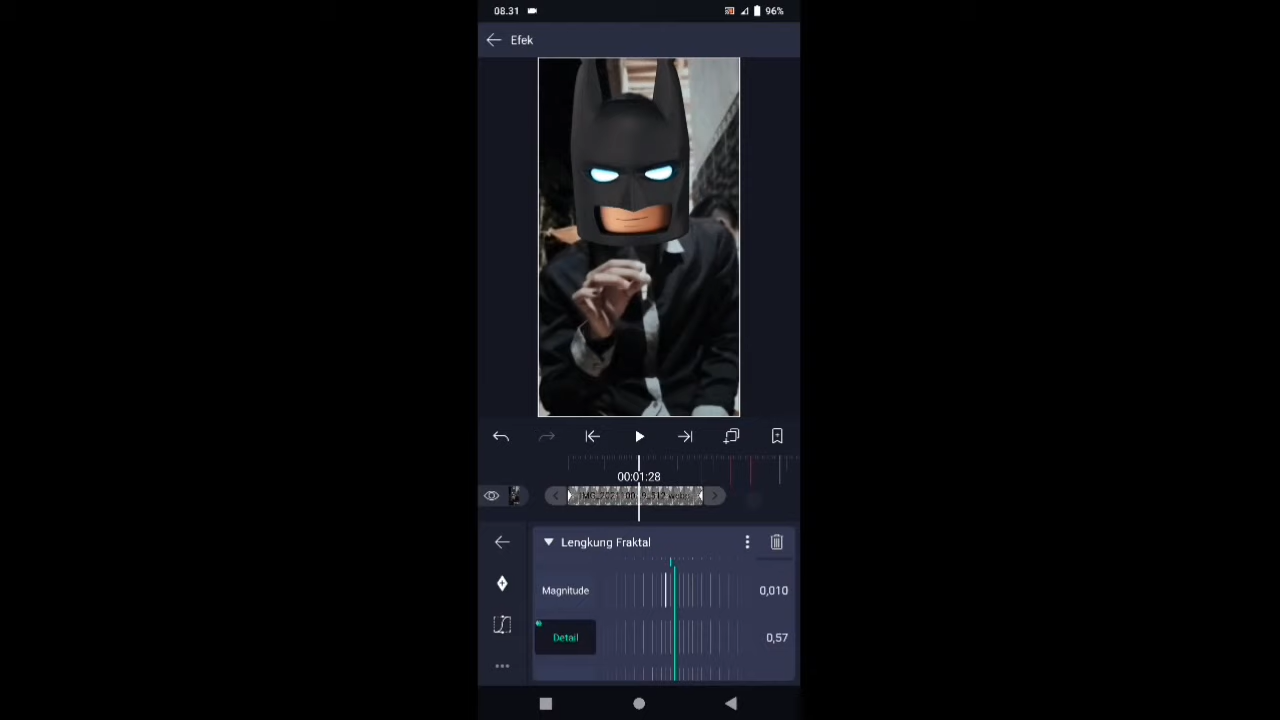 08.31
96%
Efek
00:01:28
Lengkung Fraktal
Magnitude
0,010
Detail
0,57